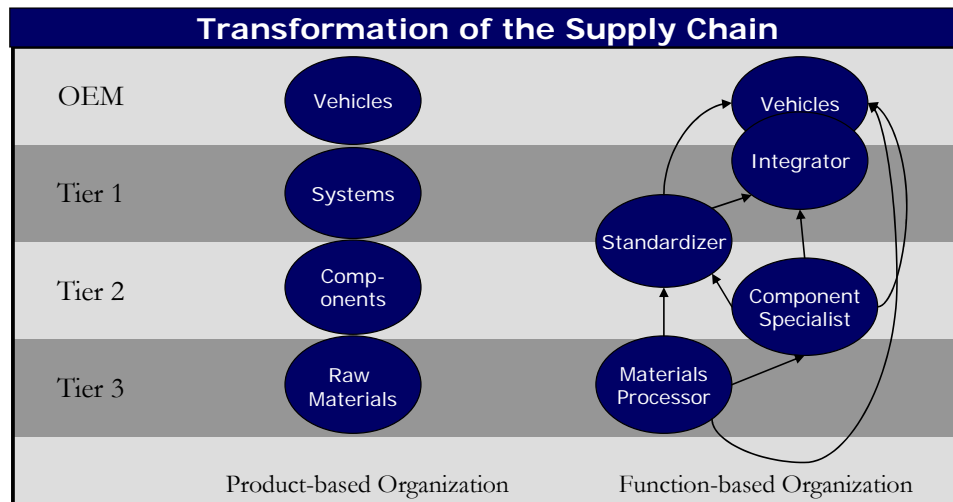 Transformation of the Supply Chain
OEM
Vehicles
Vehicles
Integrator
Tier 1
Systems
Standardizer
Tier 2
Comp-
onents
Component
Specialist
Tier 3
Raw
Materials
Materials
Processor
Product-based Organization
Function-based Organization